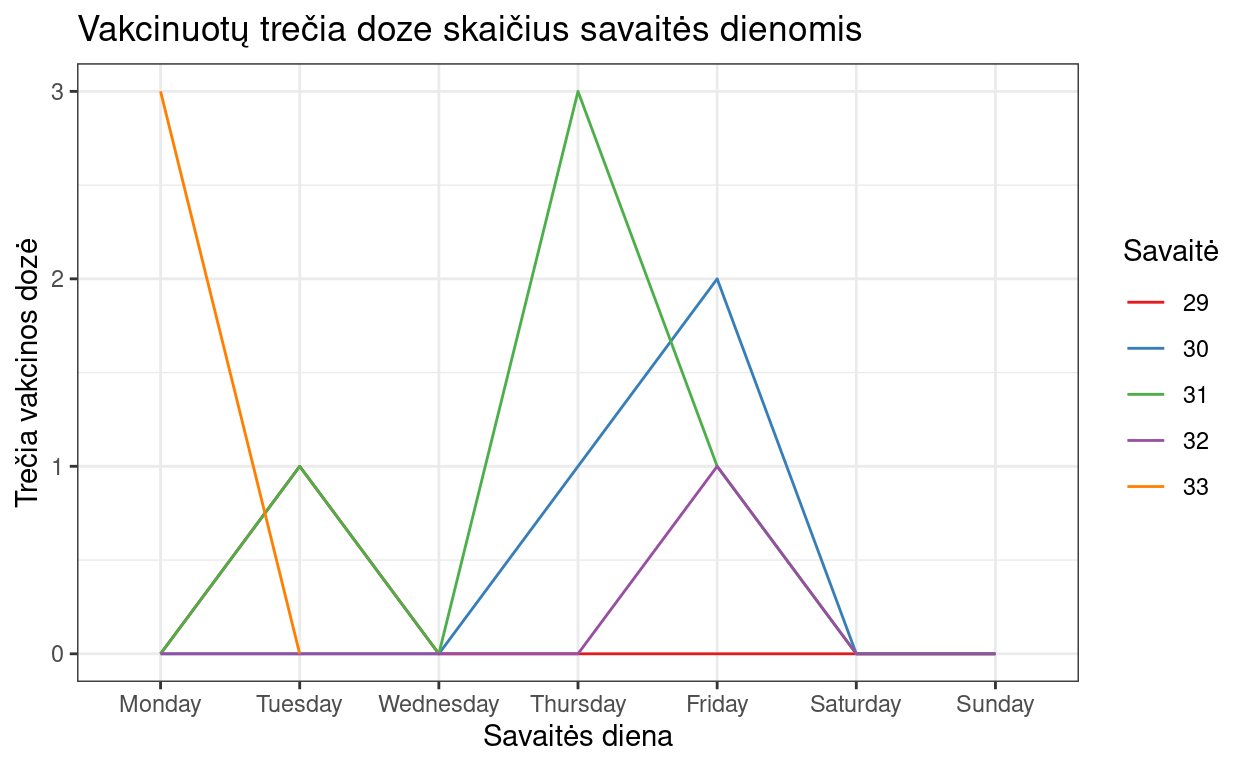 Vakcinuotų trečia doze skaičius savaitės dienomis
Trečia vakcinos dozė
3
2
1
0
Monday Tuesday Wednesday Thursday Friday Saturday Sunday
Savaitės diena
Savaitė
29
30
31
32
33